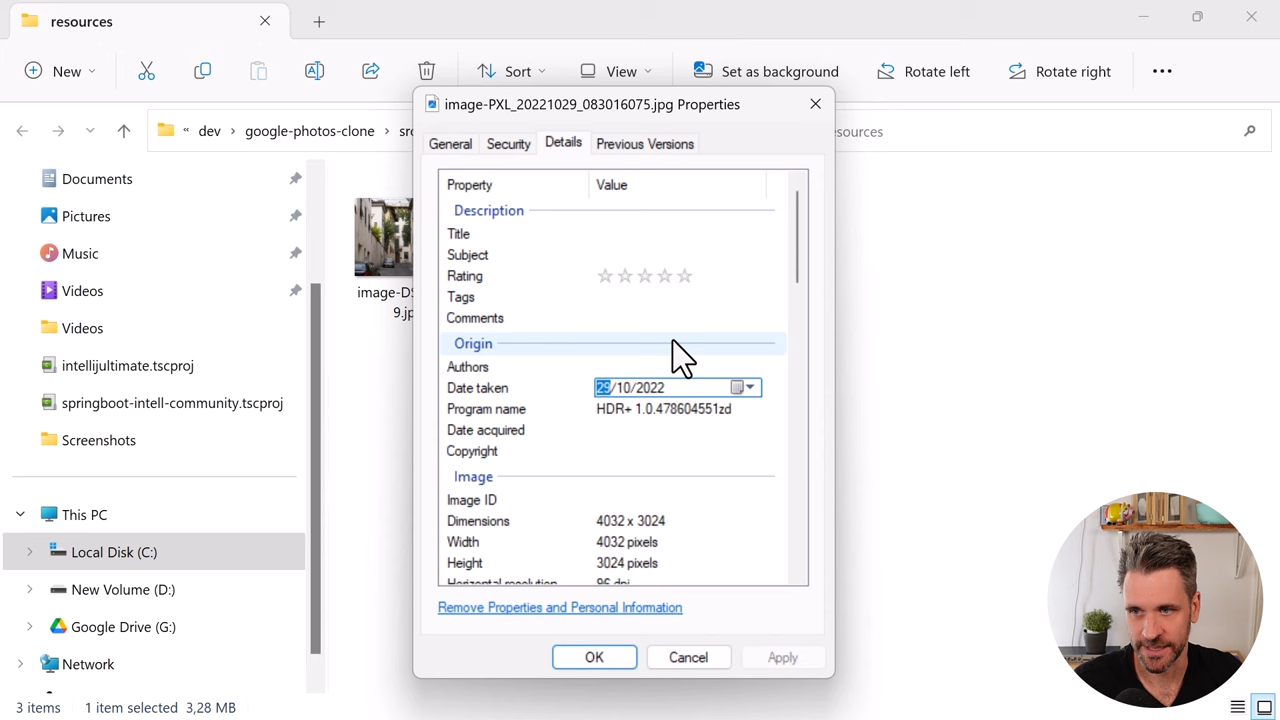 resources
New
Sort
View
Set as background
Rotate left
Rotate right
image-PXL_20221029_083016075.jpg Properties
« dev › google-photos-clone ›
General
Security
Details
Previous Versions
Documents
Pictures
Music
Videos
Videos
intellijultimate.tscproj
springboot-intell-community.tscproj
Screenshots
This PC
Local Disk (C:)
New Volume (D:)
Google Drive (G:)
Network
Property Value
Description
Title
Subject
Rating
Tags
Comments
Origin
Authors
Date taken 29/10/2022
Program name HDR+ 1.0.478604551zd
Date acquired
Copyright
Image
Image ID
Dimensions 4032 x 3024
Width 4032 pixels
Height 3024 pixels
Horizontal resolution 96 dpi
Remove Properties and Personal Information
OK
Cancel
Apply
3 items 1 item selected 3,28 MB